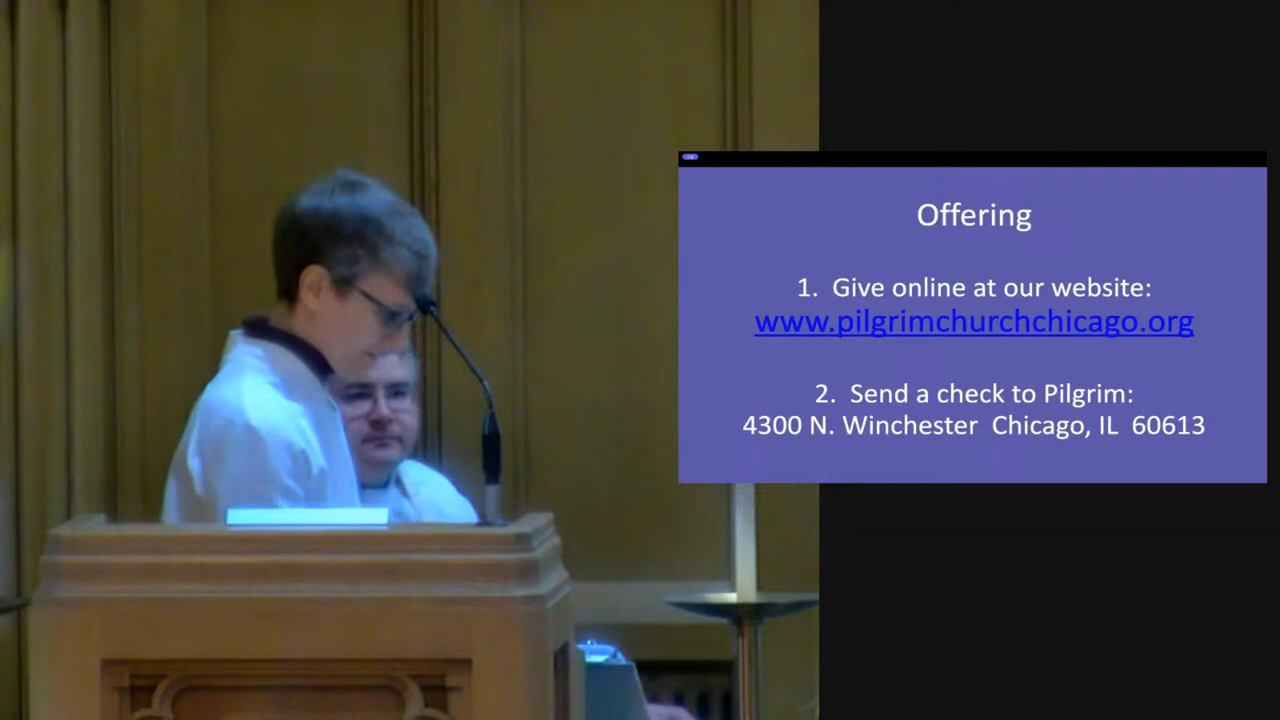 Offering
1. Give online at our website:
www.pilgrimchurchchicago.org
2. Send a check to Pilgrim:
4300 N. Winchester Chicago, IL 60613